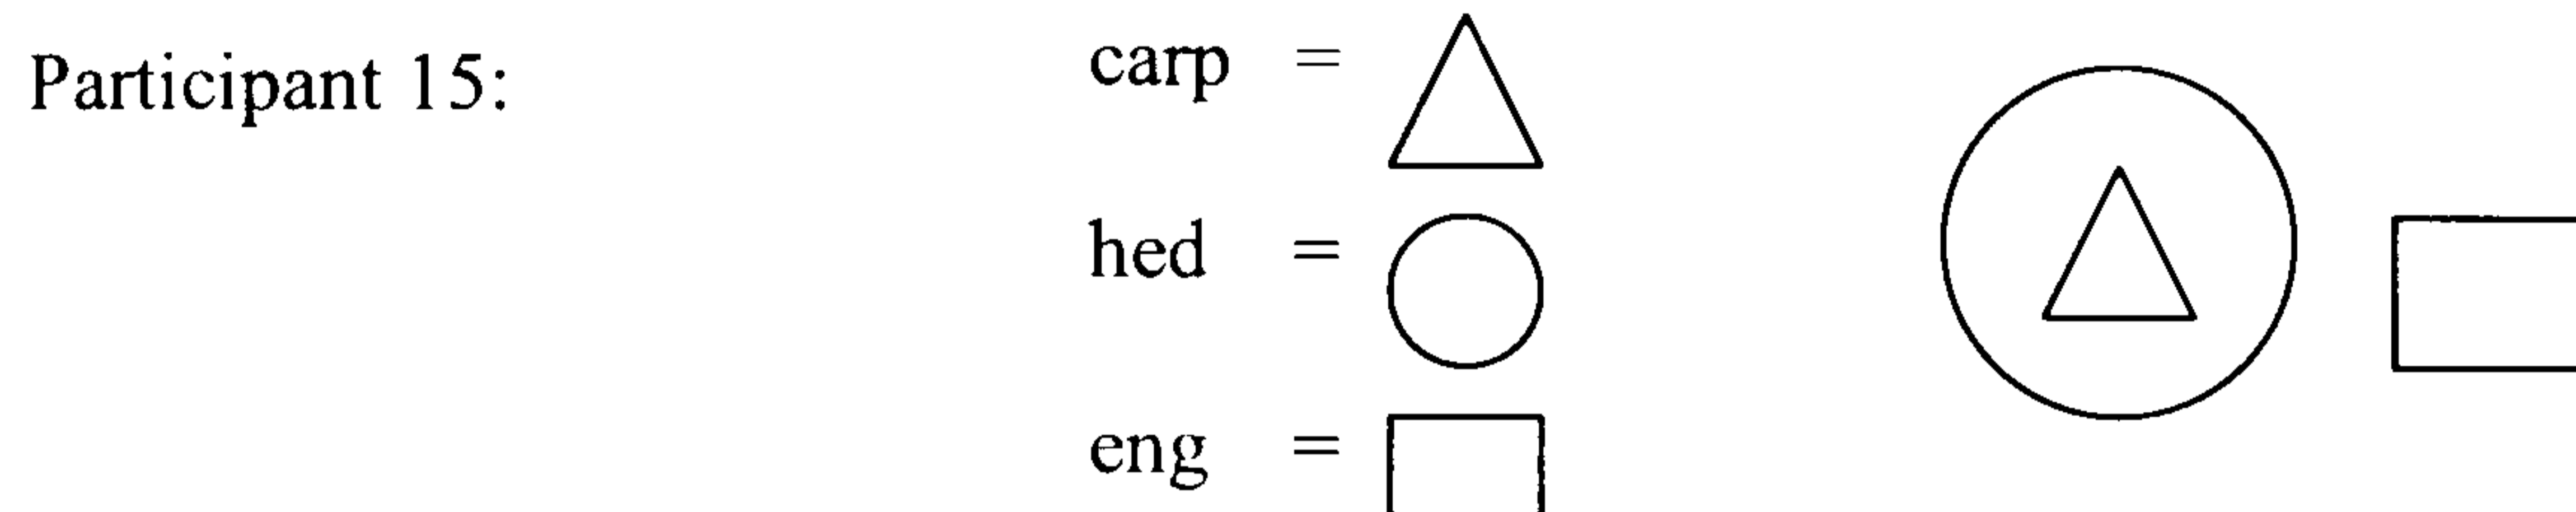 Participant 15:
carp =
hed =
eng =